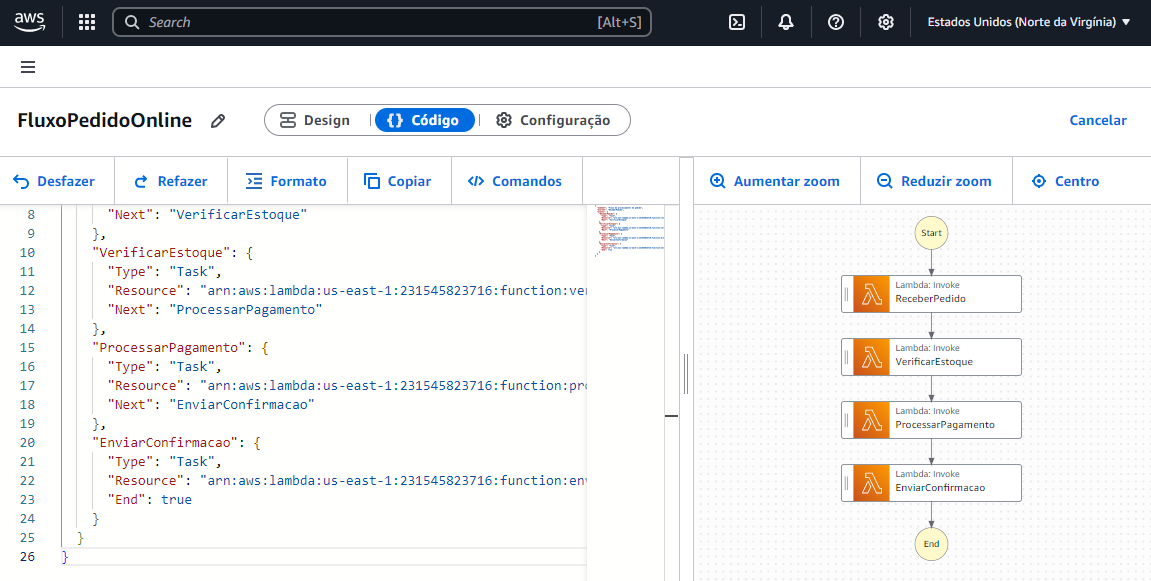 aws
Search [Alt+S]
Estados Unidos (Norte da Virgínia)
FluxoPedidoOnline
Design
Código
Configuração
Cancelar
Desfazer
Refazer
Formato
Copiar
Comandos
Aumentar zoom
Reduzir zoom
Centro
8 "Next": "VerificarEstoque"
9 },
10 "VerificarEstoque": {
11 "Type": "Task",
12 "Resource": "arn:aws:lambda:us-east-1:231545823716:function:ve
13 "Next": "ProcessarPagamento"
14 },
15 "ProcessarPagamento": {
16 "Type": "Task",
17 "Resource": "arn:aws:lambda:us-east-1:231545823716:function:pro
18 "Next": "EnviarConfirmacao"
19 },
20 "EnviarConfirmacao": {
21 "Type": "Task",
22 "Resource": "arn:aws:lambda:us-east-1:231545823716:function:env
23 "End": true
24 }
25 }
26 }
Start
Lambda: Invoke
ReceberPedido
Lambda: Invoke
VerificarEstoque
Lambda: Invoke
ProcessarPagamento
Lambda: Invoke
EnviarConfirmacao
End